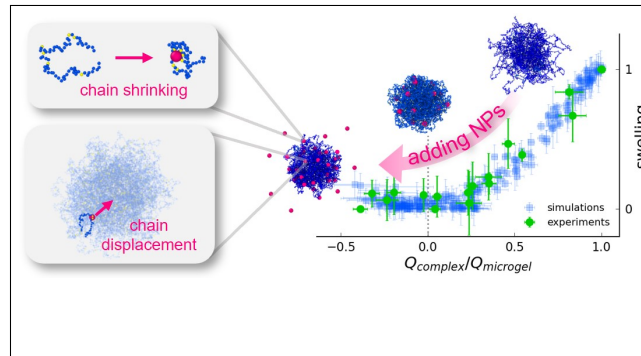 chain shrinking
chain
displacement
adding NPs
swelling
1
0
simulations
experiments
−0.5
0.0
0.5
1.0
Q_complex/Q_microgel